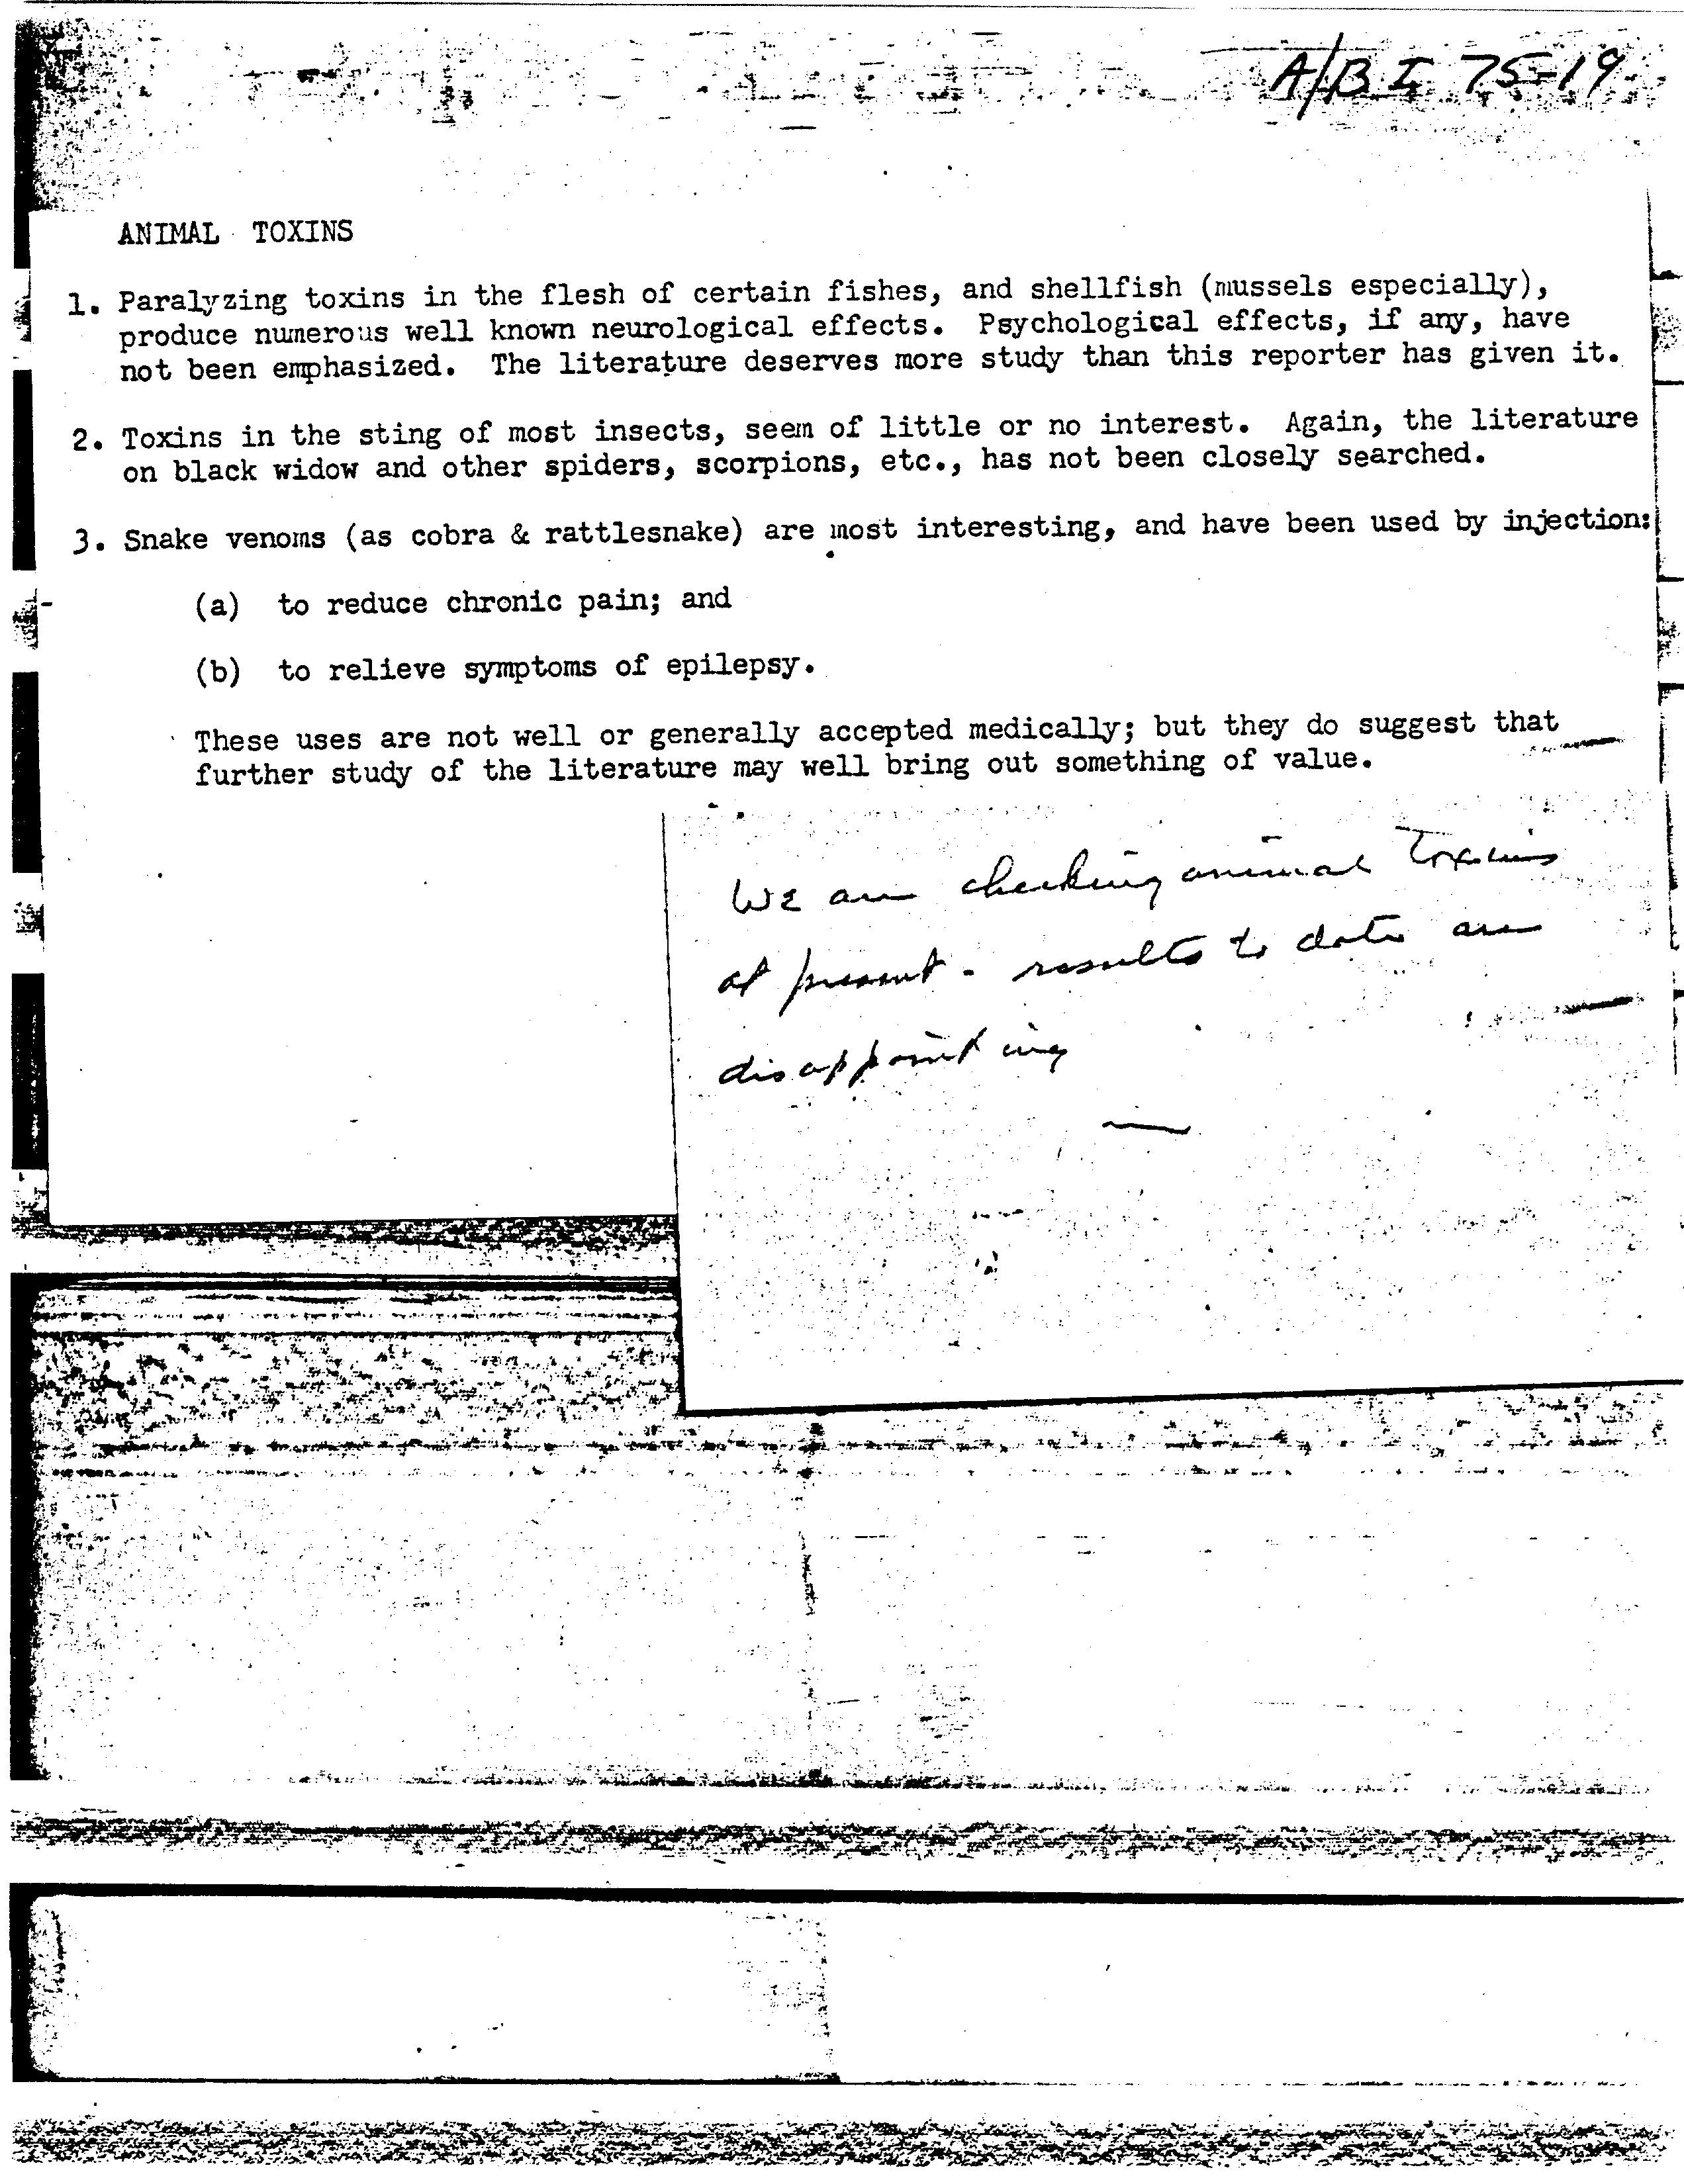 A/B I 75-19
ANIMAL TOXINS
1. Paralyzing toxins in the flesh of certain fishes, and shellfish (mussels especially),
produce numerous well known neurological effects. Psychological effects, if any, have
not been emphasized. The literature deserves more study than this reporter has given it.
2. Toxins in the sting of most insects, seem of little or no interest. Again, the literature
on black widow and other spiders, scorpions, etc., has not been closely searched.
3. Snake venoms (as cobra & rattlesnake) are most interesting, and have been used by injection:
(a) to reduce chronic pain; and
(b) to relieve symptoms of epilepsy.
These uses are not well or generally accepted medically; but they do suggest that
further study of the literature may well bring out something of value.
We are checking animal toxins
at present - results to date are
disappointing